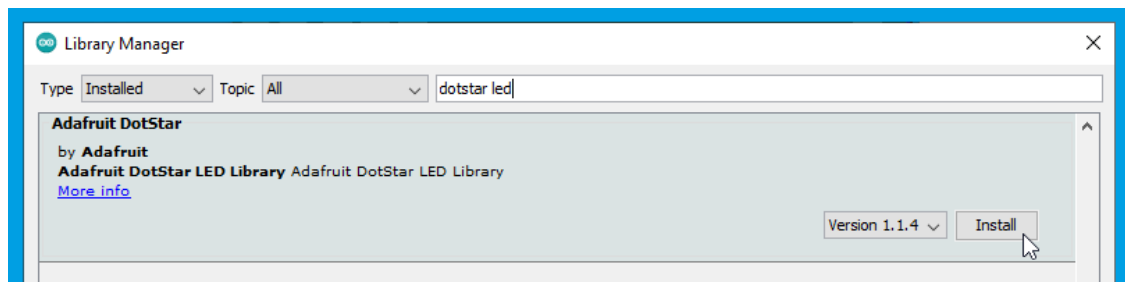 Library Manager
Type Installed Topic All dotstar led
Adafruit DotStar
by Adafruit
Adafruit DotStar LED Library Adafruit DotStar LED Library
More info
Version 1.1.4 Install